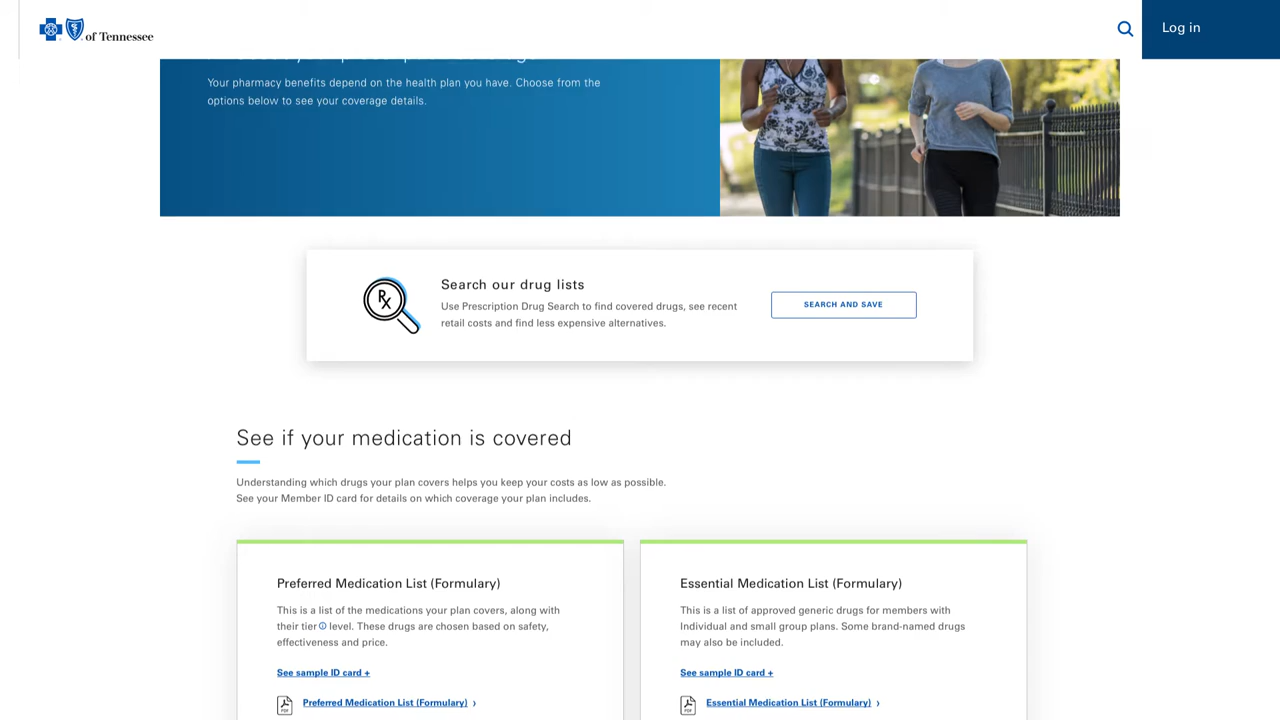 of Tennessee
Log in
Your pharmacy benefits depend on the health plan you have. Choose from the
options below to see your coverage details.
Search our drug lists
Use Prescription Drug Search to find covered drugs, see recent
retail costs and find less expensive alternatives.
SEARCH AND SAVE
Rx
See if your medication is covered
Understanding which drugs your plan covers helps you keep your costs as low as possible.
See your Member ID card for details on which coverage your plan includes.
Preferred Medication List (Formulary)
This is a list of the medications your plan covers, along with
their tier level. These drugs are chosen based on safety,
effectiveness and price.
See sample ID card +
PDF
Preferred Medication List (Formulary) ›
Essential Medication List (Formulary)
This is a list of approved generic drugs for members with
Individual and small group plans. Some brand-named drugs
may also be included.
See sample ID card +
PDF
Essential Medication List (Formulary) ›